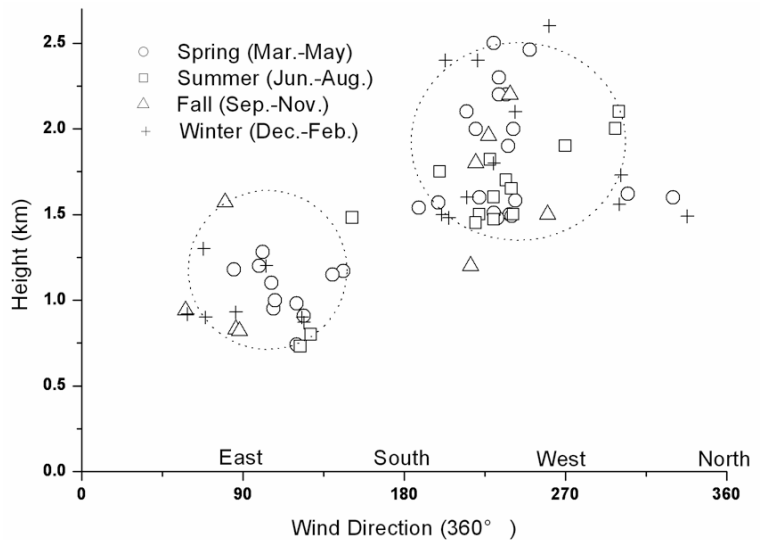 2.5
2.0
1.5
1.0
0.5
0.0
Height (km)
Spring (Mar.-May)
Summer (Jun.-Aug.)
Fall (Sep.-Nov.)
Winter (Dec.-Feb.)
East South West North
0 90 180 270 360
Wind Direction (360° )